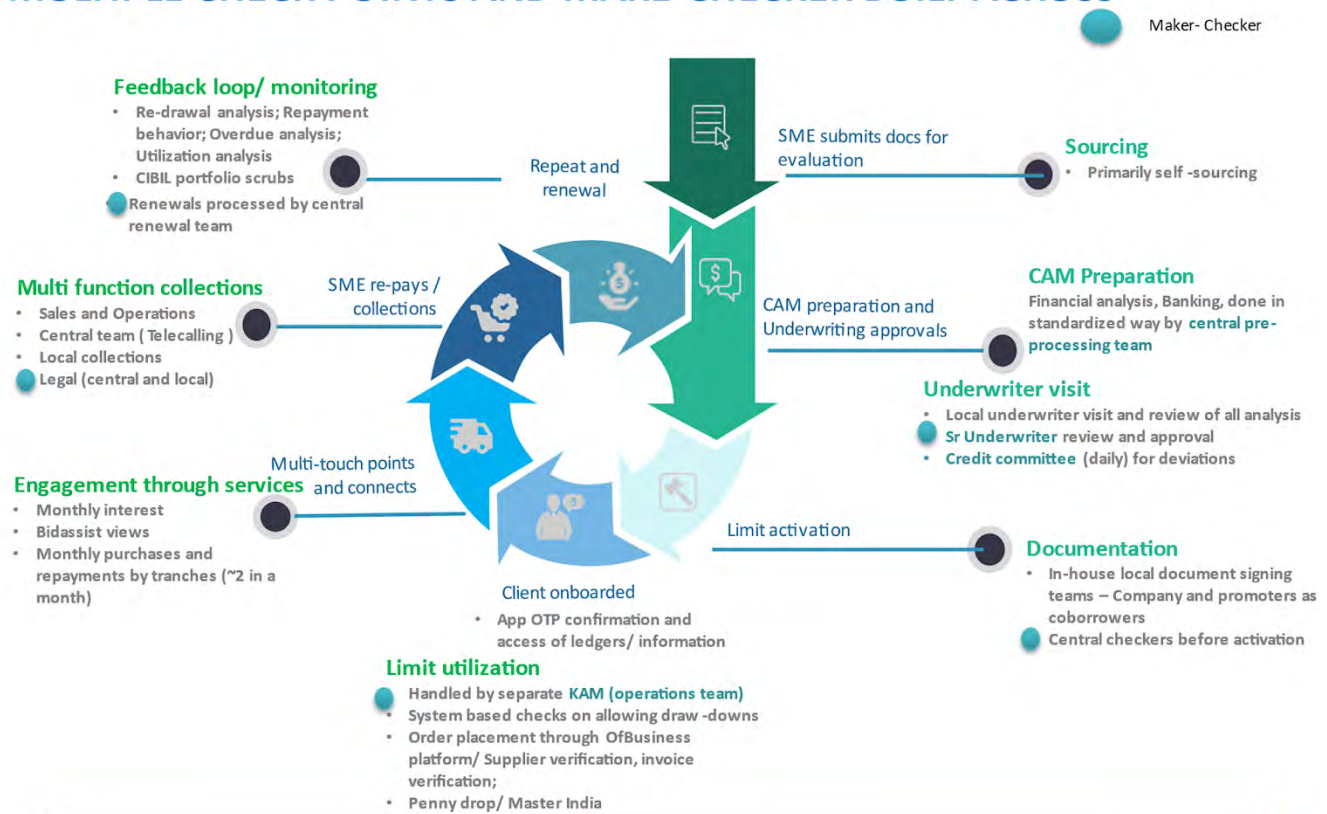 MULTIPLE CHECK POINTS AND MAKE-CHECKER BUILT ACROSS
Maker- Checker
Feedback loop/ monitoring
• Re-drawal analysis; Repayment
behavior; Overdue analysis;
Utilization analysis
• CIBIL portfolio scrubs
Renewals processed by central
renewal team
Repeat and
renewal
SME submits docs for
evaluation
Sourcing
• Primarily self -sourcing
Multi function collections
• Sales and Operations
• Central team ( Telecalling )
• Local collections
Legal (central and local)
SME re-pays /
collections
CAM preparation and
Underwriting approvals
CAM Preparation
Financial analysis, Banking, done in
standardized way by central pre-
processing team
Underwriter visit
• Local underwriter visit and review of all analysis
Sr Underwriter review and approval
• Credit committee (daily) for deviations
Engagement through services
• Monthly interest
• Bidassist views
• Monthly purchases and
repayments by tranches (~2 in a
month)
Multi-touch points
and connects
Limit activation
Documentation
• In-house local document signing
teams – Company and promoters as
coborrowers
Central checkers before activation
Client onboarded
• App OTP confirmation and
access of ledgers/ information
Limit utilization
Handled by separate KAM (operations team)
• System based checks on allowing draw -downs
• Order placement through OfBusiness
platform/ Supplier verification, invoice
verification;
• Penny drop/ Master India